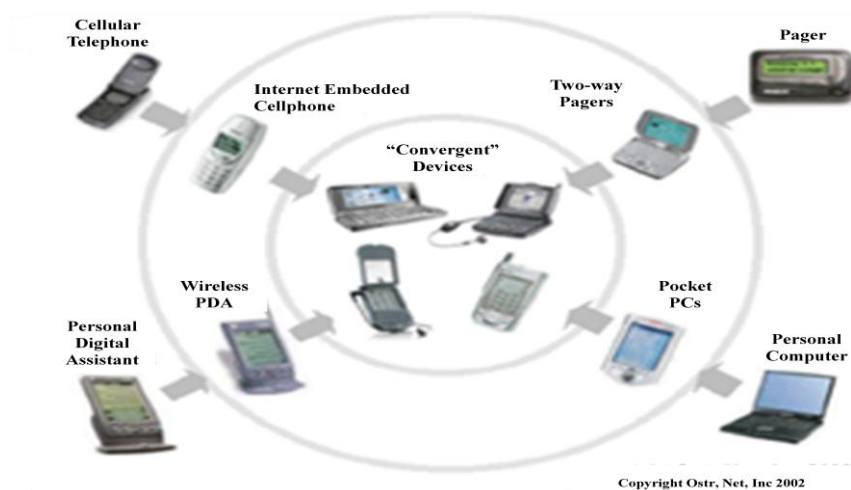 Cellular
Telephone
Pager
Internet Embedded
Cellphone
Two-way
Pagers
“Convergent”
Devices
Wireless
PDA
Pocket
PCs
Personal
Digital
Assistant
Personal
Computer
Copyright Ostr, Net, Inc 2002